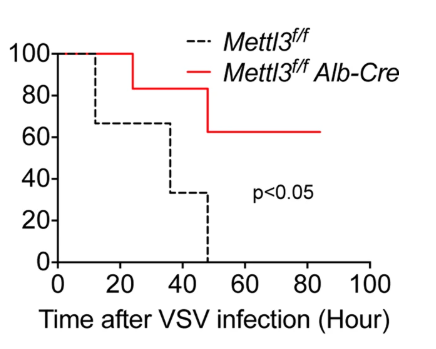 Mettl3f/f
Mettl3f/f Alb-Cre
100
80
60
40
20
0
p<0.05
0 20 40 60 80 100
Time after VSV infection (Hour)